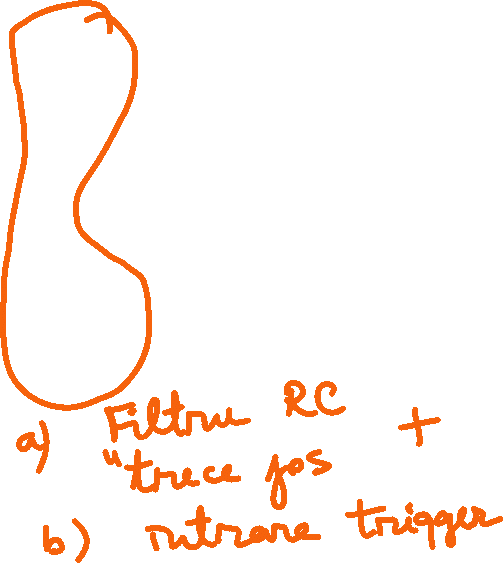 a) Filtru RC +
"trece jos
b) intrare trigger